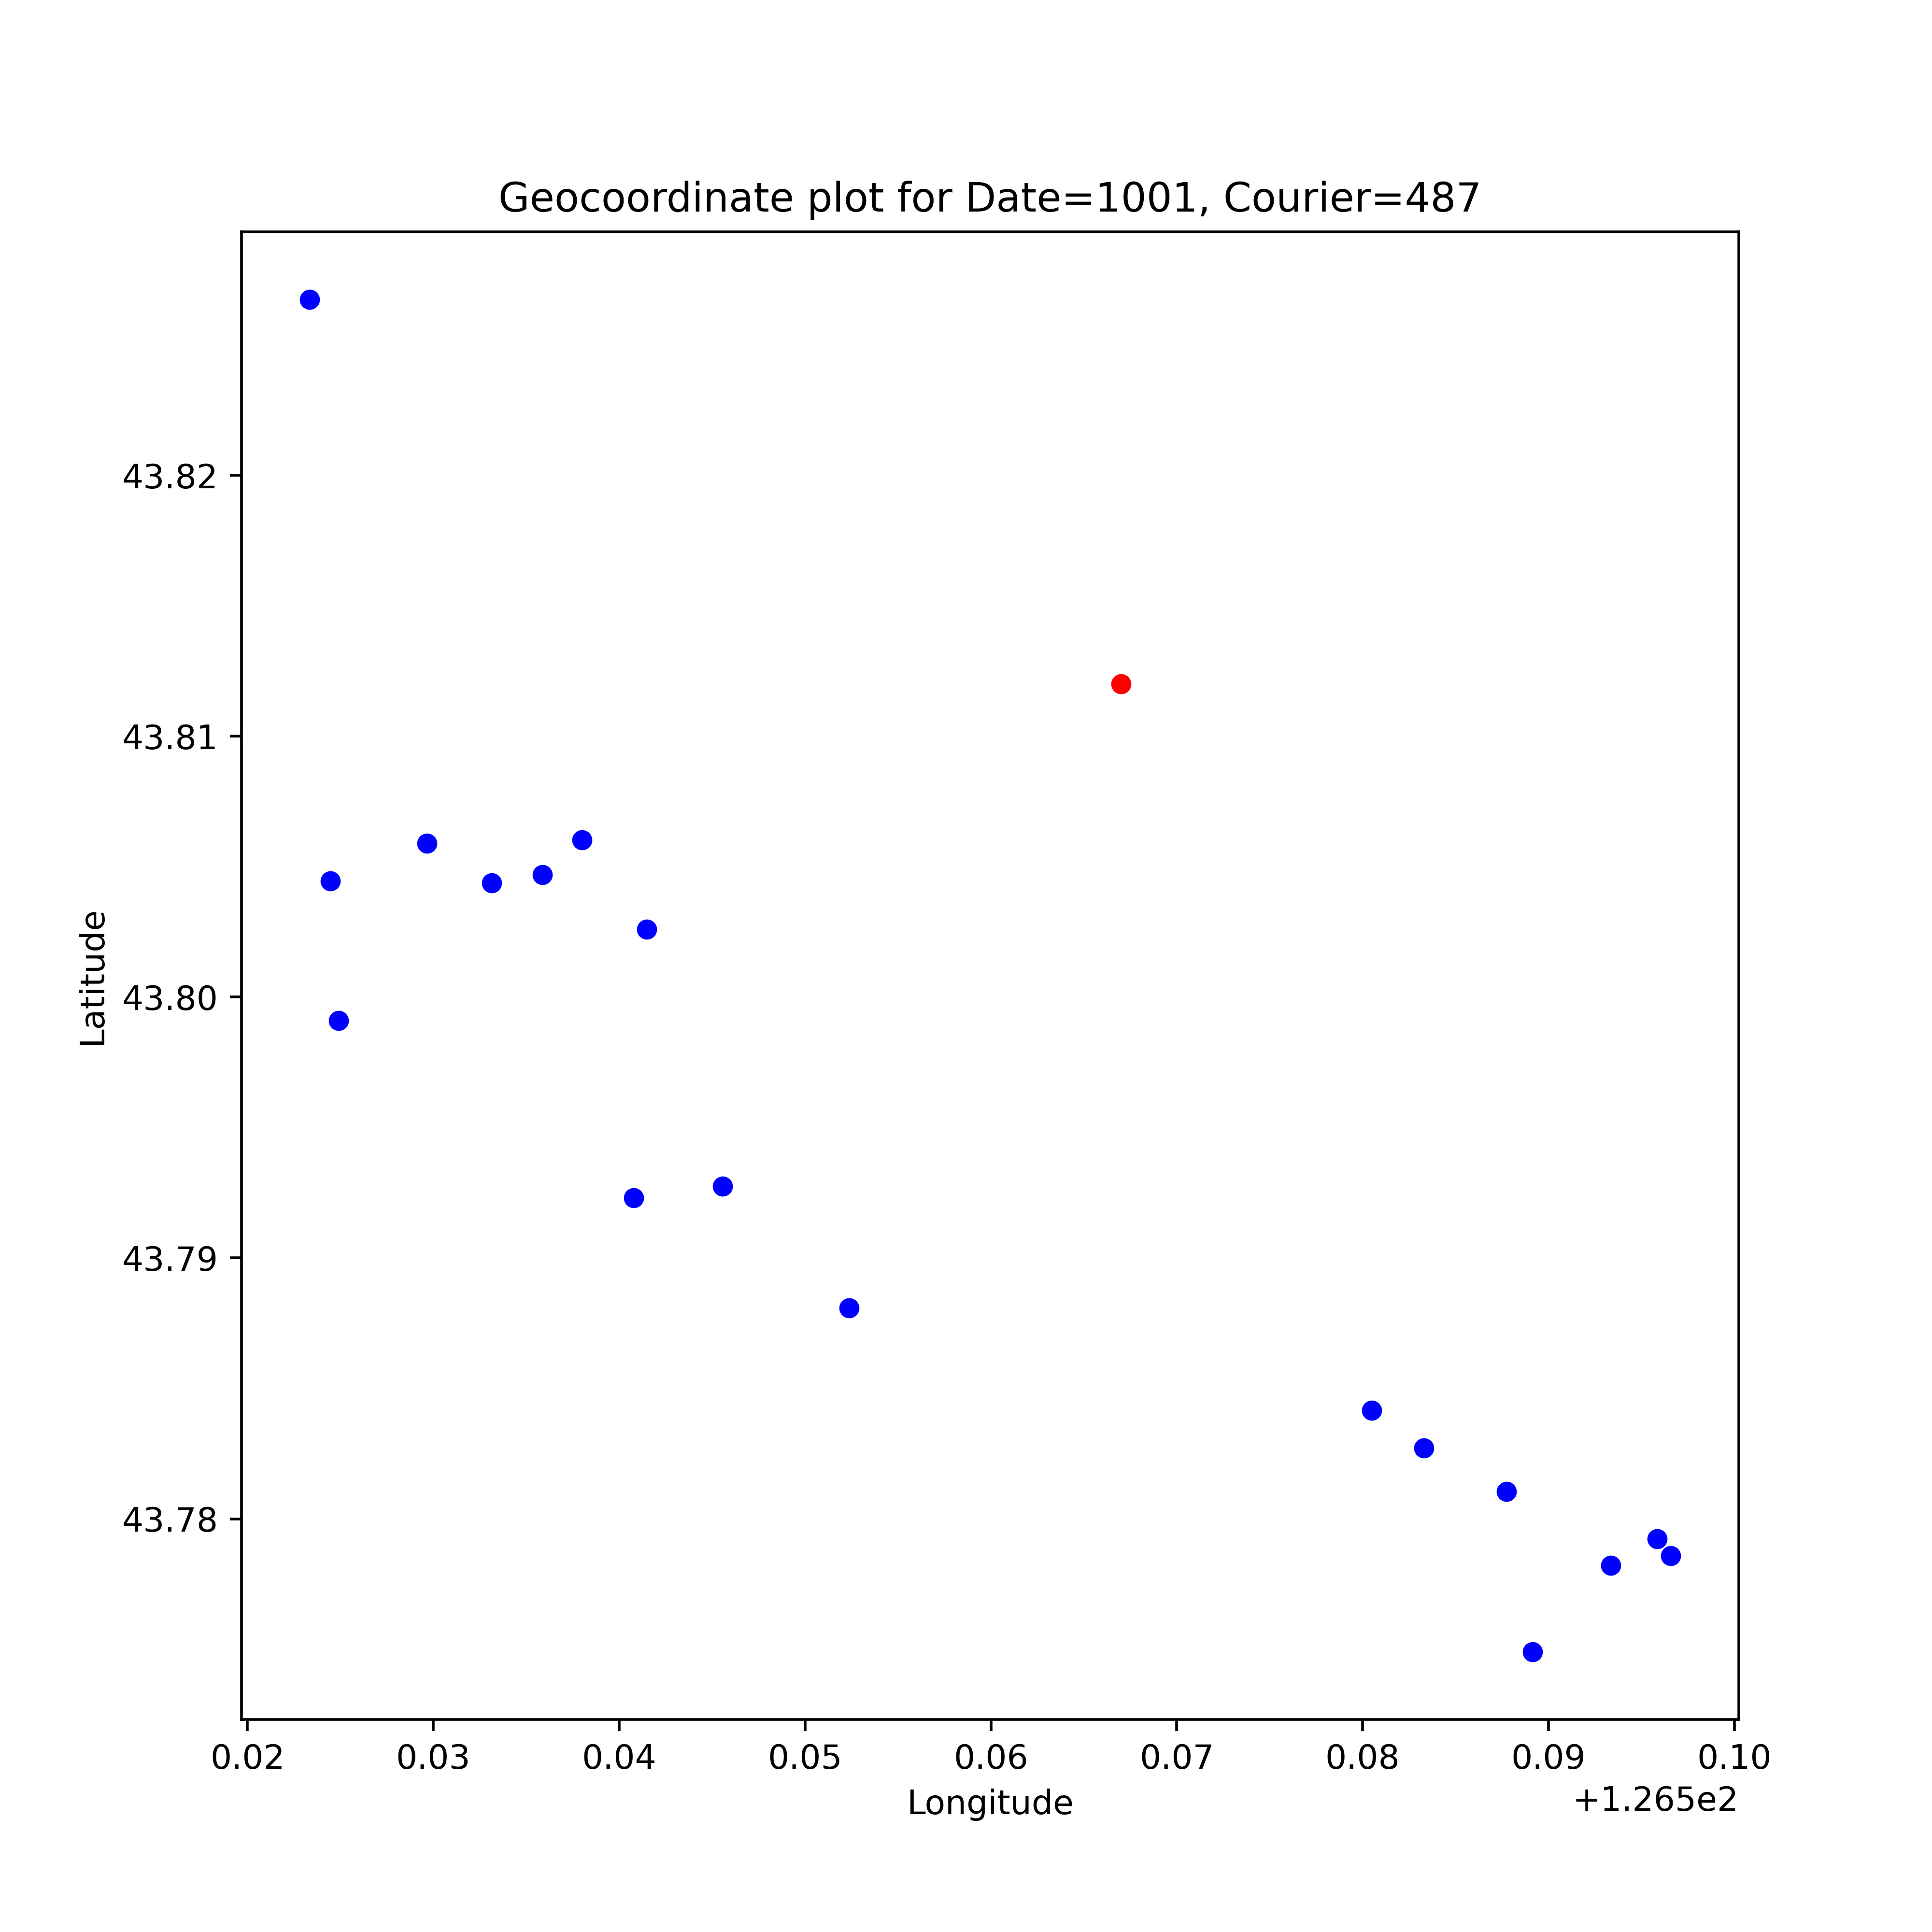 Geocoordinate plot for Date=1001, Courier=487
43.82
43.81
43.80
43.79
43.78
Latitude
0.02 0.03 0.04 0.05 0.06 0.07 0.08 0.09 0.10
+1.265e2
Longitude